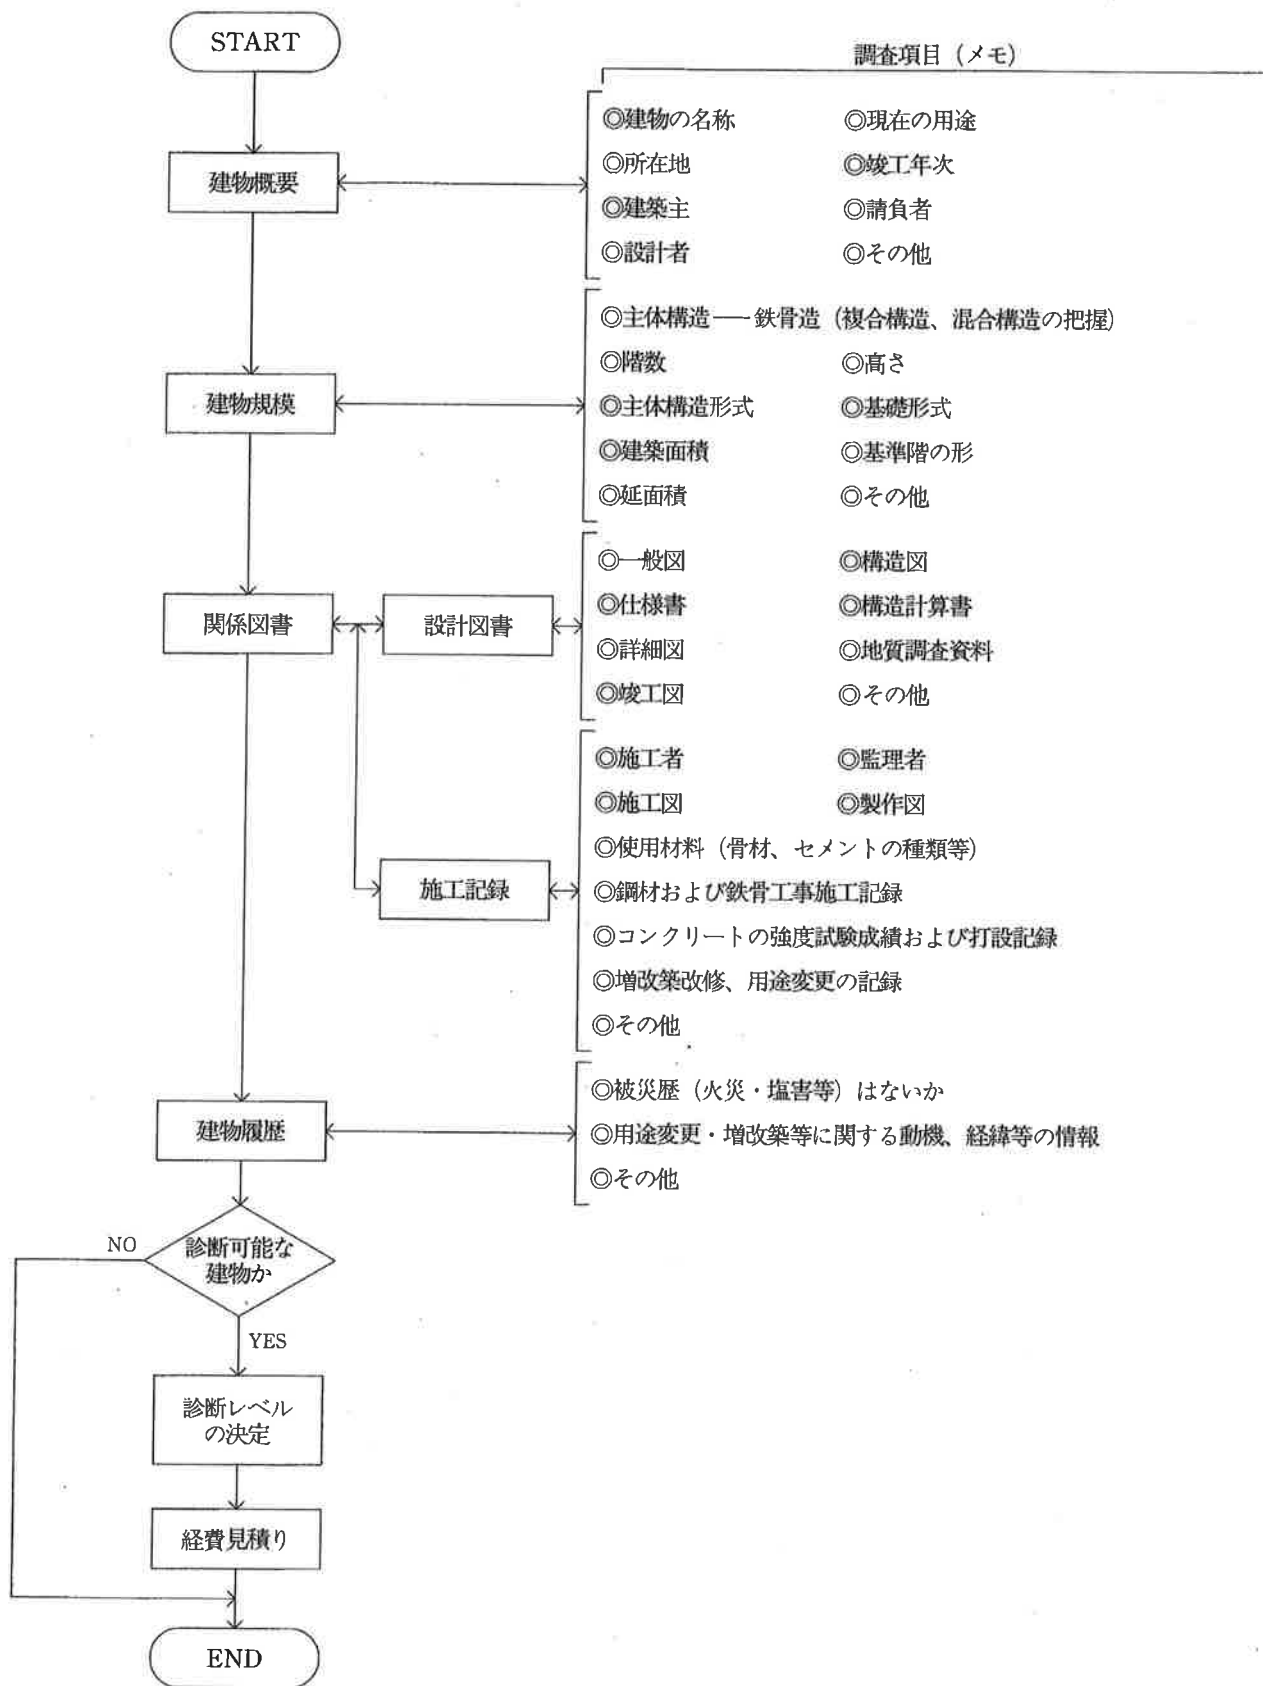 START
調査項目（メモ）
◎建物の名称 ◎現在の用途
◎所在地 ◎竣工年次
建物概要
◎建築主 ◎請負者
◎設計者 ◎その他
◎主体構造――鉄骨造（複合構造、混合構造の把握）
◎階数 ◎高さ
建物規模
◎主体構造形式 ◎基礎形式
◎建築面積 ◎基準階の形
◎延面積 ◎その他
◎一般図 ◎構造図
◎仕様書 ◎構造計算書
関係図書 設計図書
◎詳細図 ◎地質調査資料
◎竣工図 ◎その他
◎施工者 ◎監理者
◎施工図 ◎製作図
◎使用材料（骨材、セメントの種類等）
施工記録
◎鋼材および鉄骨工事施工記録
◎コンクリートの強度試験成績および打設記録
◎増改築改修、用途変更の記録
◎その他
◎被災歴（火災・塩害等）はないか
建物履歴
◎用途変更・増改築等に関する動機、経緯等の情報
◎その他
NO
診断可能な
建物か
YES
診断レベル
の決定
経費見積り
END